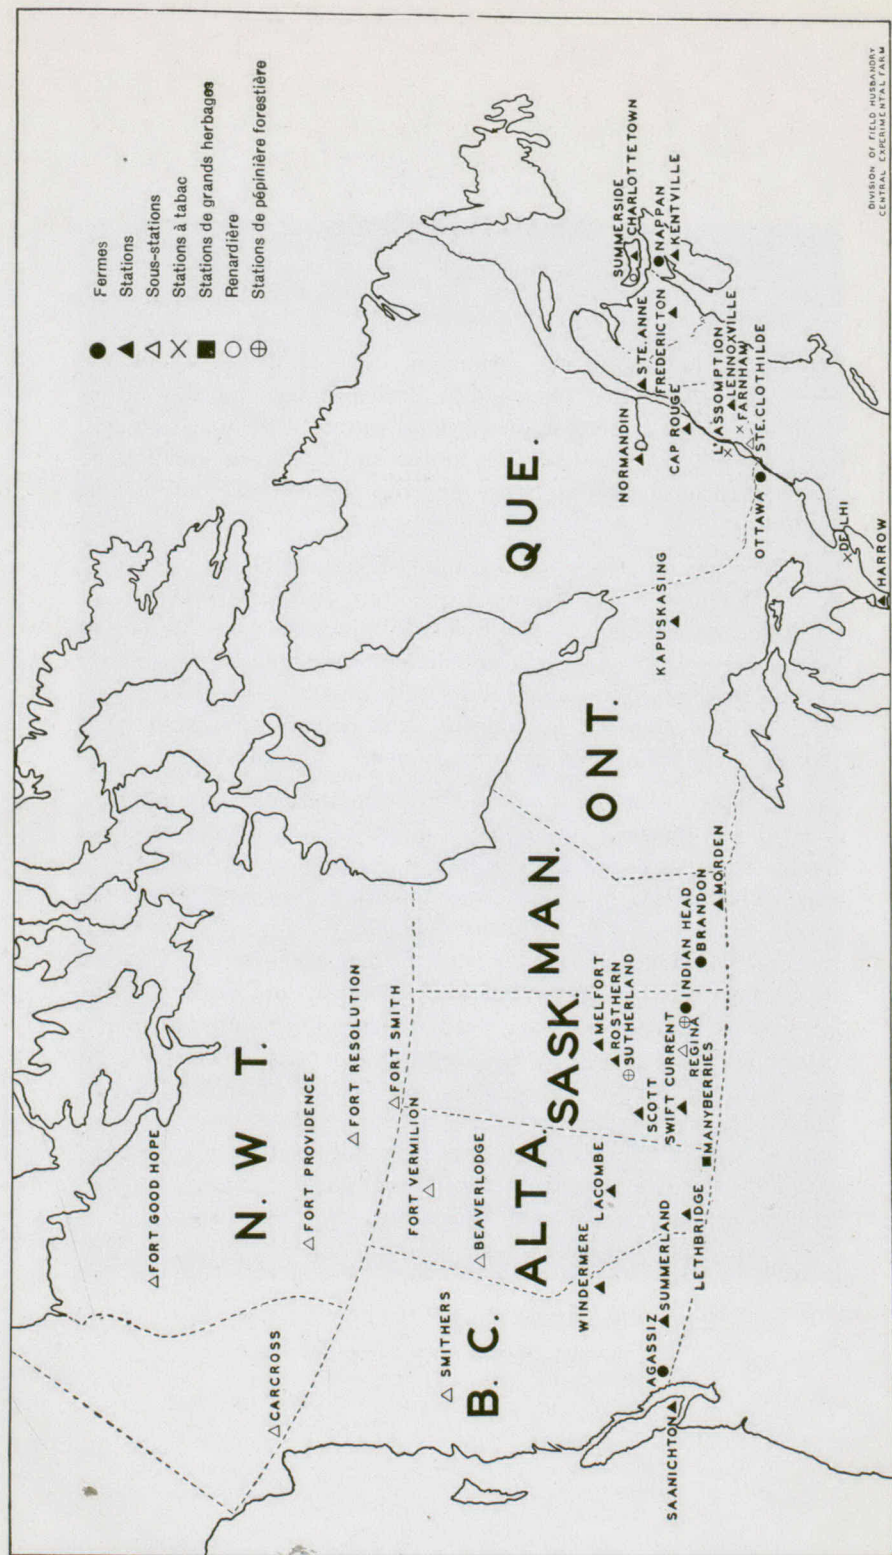 Fermes
Stations
Sous-stations
Stations à tabac
Stations de grands herbages
Renardière
Stations de pépinière forestière
FORT GOOD HOPE
N. W. T.
CARCROSS
FORT PROVIDENCE
FORT RESOLUTION
FORT SMITH
FORT VERMILION
SMITHERS
BEAVERLODGE
B. C.
ALTA.
SASK.
MAN.
ONT.
QUE.
WINDERMERE
LACOMBE
MELFORT
ROSTHERN
SUTHERLAND
SCOTT
SWIFT CURRENT
REGINA
INDIAN HEAD
BRANDON
MORDEN
MANYBERRIES
LETHBRIDGE
SUMMERLAND
AGASSIZ
SAANICHTON
KAPUSKASING
NORMANDIN
STE. ANNE
CAP ROUGE
FREDERICTON
SUMMERSIDE
CHARLOTTETOWN
NAPPAN
KENTVILLE
L'ASSOMPTION
LENNOXVILLE
FARNHAM
STE. CLOTHILDE
OTTAWA
DELHI
HARROW
DIVISION OF FIELD HUSBANDRY
CENTRAL EXPERIMENTAL FARM